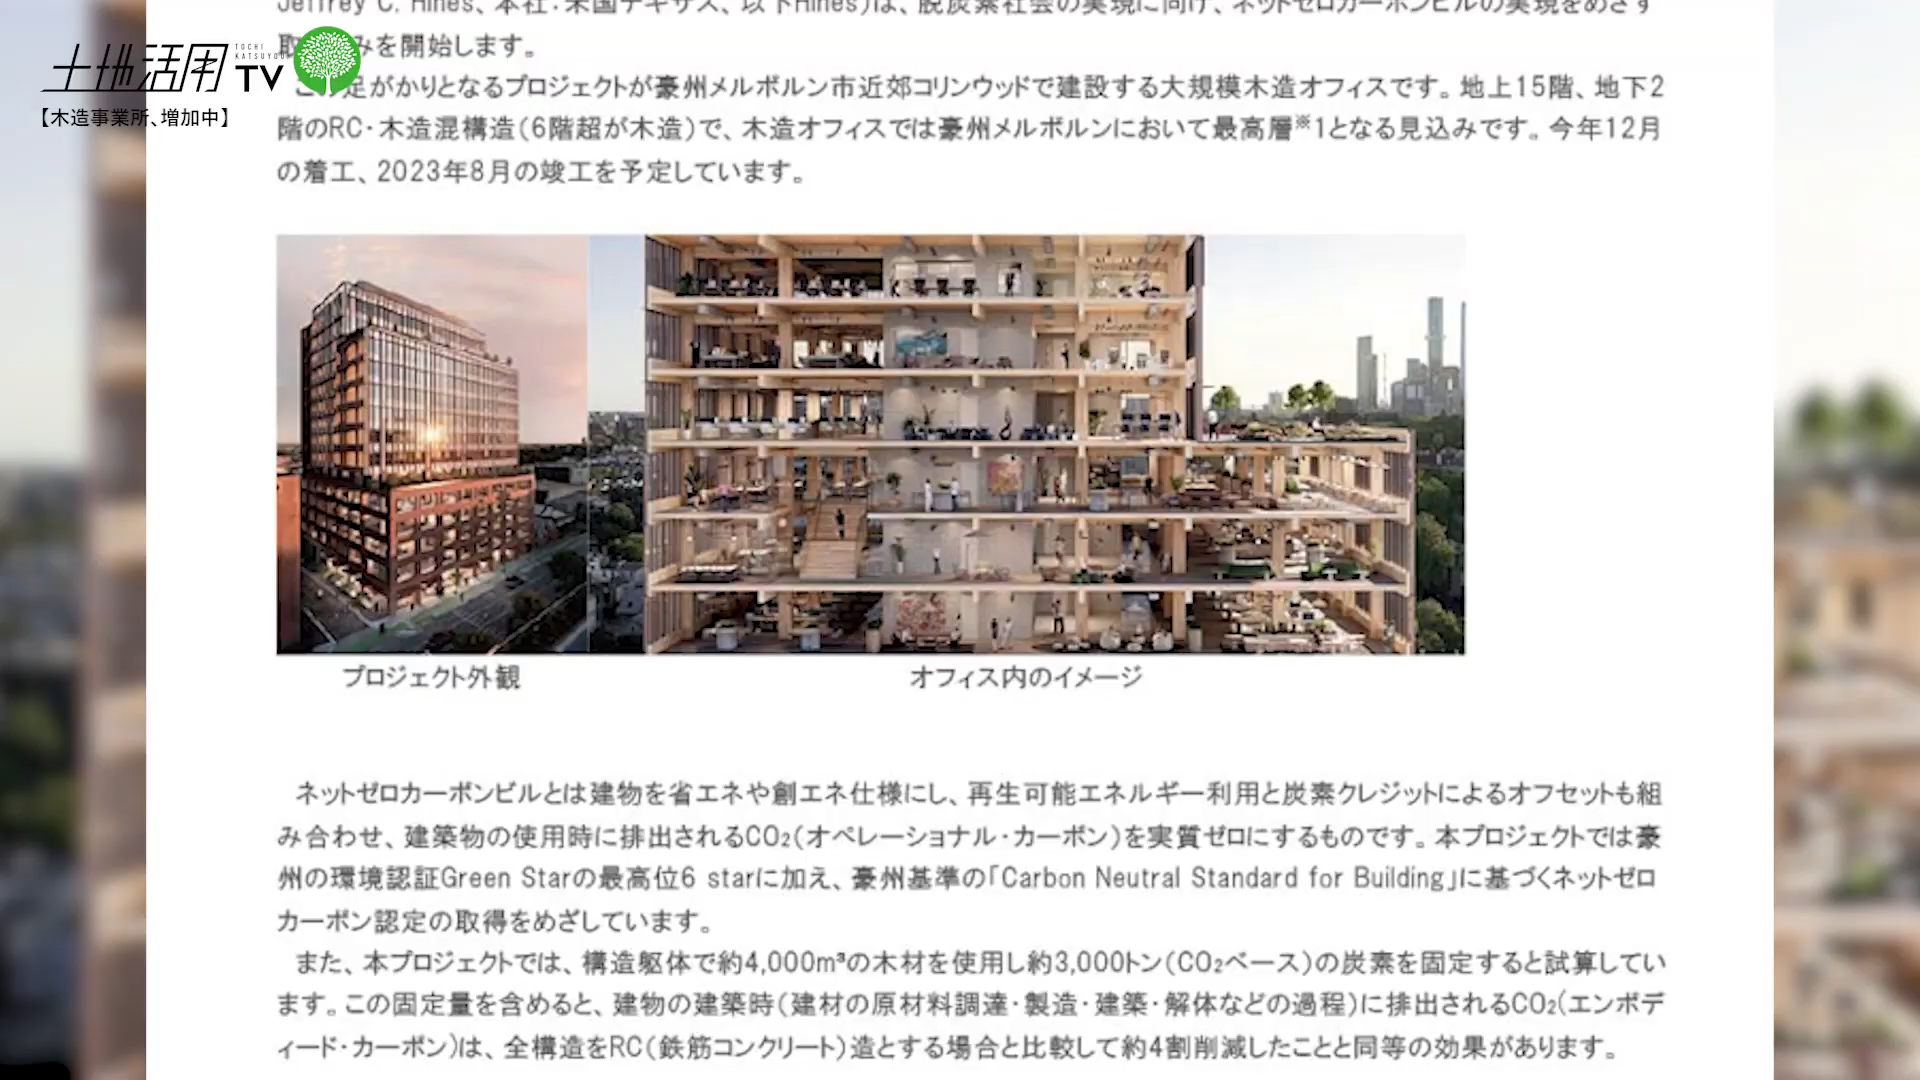 Jeffrey C. Hines、本社：米国テキサス、以下Hines）は、脱炭素社会の実現に向け、ネットゼロカーボンビルの実現をめざす
取 みを開始します。
土地活用 TOCHI KATSUYOU TV
【木造事業所、増加中】
この足がかりとなるプロジェクトが豪州メルボルン市近郊コリンウッドで建設する大規模木造オフィスです。地上15階、地下2
階のRC・木造混構造（6階超が木造）で、木造オフィスでは豪州メルボルンにおいて最高層※1となる見込みです。今年12月
の着工、2023年8月の竣工を予定しています。
プロジェクト外観
オフィス内のイメージ
ネットゼロカーボンビルとは建物を省エネや創エネ仕様にし、再生可能エネルギー利用と炭素クレジットによるオフセットも組
み合わせ、建築物の使用時に排出されるCO₂（オペレーショナル・カーボン）を実質ゼロにするものです。本プロジェクトでは豪
州の環境認証Green Starの最高位6 starに加え、豪州基準の「Carbon Neutral Standard for Building」に基づくネットゼロ
カーボン認定の取得をめざしています。
また、本プロジェクトでは、構造躯体で約4,000m³の木材を使用し約3,000トン（CO₂ベース）の炭素を固定すると試算してい
ます。この固定量を含めると、建物の建築時（建材の原材料調達・製造・建築・解体などの過程）に排出されるCO₂（エンボデ
ィード・カーボン）は、全構造をRC（鉄筋コンクリート）造とする場合と比較して約4割削減したことと同等の効果があります。